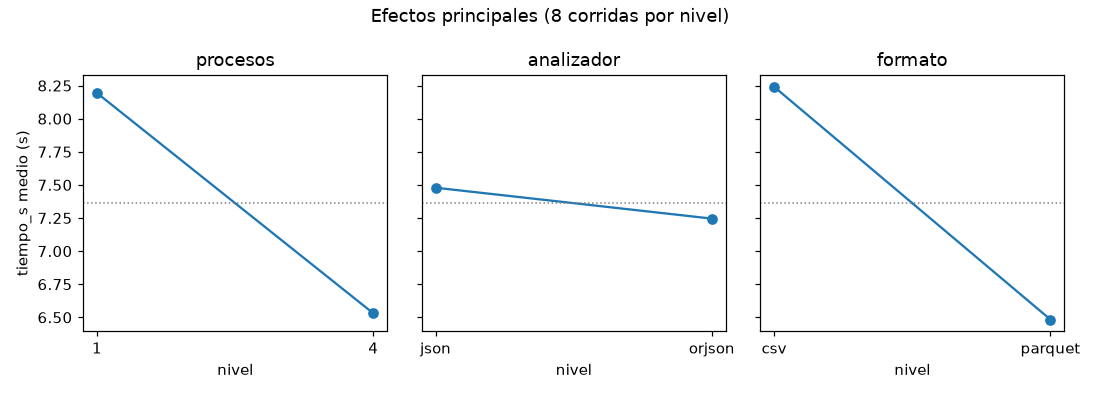 Efectos principales (8 corridas por nivel)
procesos
analizador
formato
tiempo_s medio (s)
8.25
8.00
7.75
7.50
7.25
7.00
6.75
6.50
1
4
nivel
json
orjson
nivel
csv
parquet
nivel